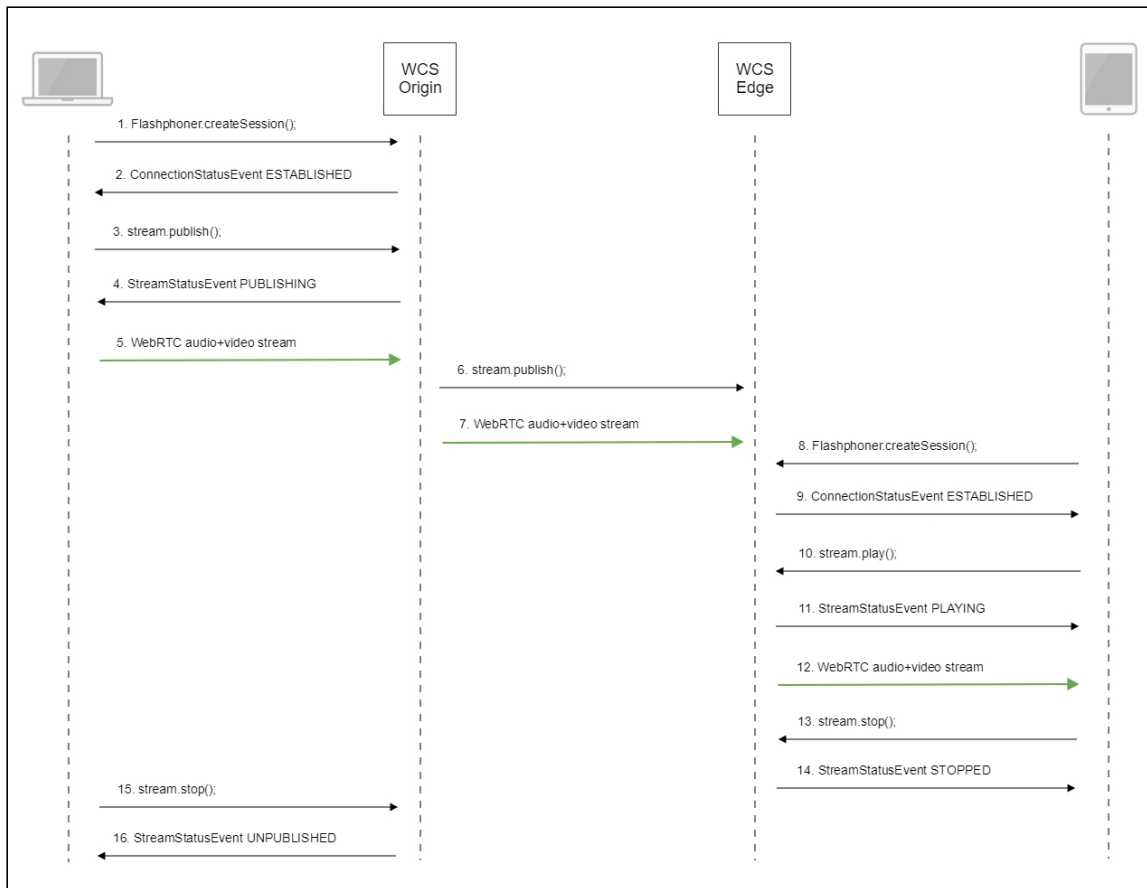 WCS
Origin
WCS
Edge
1. Flashphoner.createSession();
2. ConnectionStatusEvent ESTABLISHED
3. stream.publish();
4. StreamStatusEvent PUBLISHING
5. WebRTC audio+video stream
6. stream.publish();
7. WebRTC audio+video stream
8. Flashphoner.createSession();
9. ConnectionStatusEvent ESTABLISHED
10. stream.play();
11. StreamStatusEvent PLAYING
12. WebRTC audio+video stream
13. stream.stop();
14. StreamStatusEvent STOPPED
15. stream.stop();
16. StreamStatusEvent UNPUBLISHED